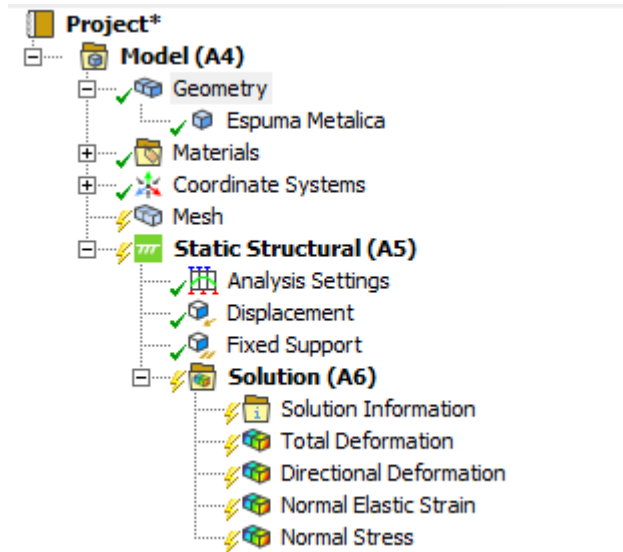 Project*
Model (A4)
Geometry
Espuma Metalica
Materials
Coordinate Systems
Mesh
Static Structural (A5)
Analysis Settings
Displacement
Fixed Support
Solution (A6)
Solution Information
Total Deformation
Directional Deformation
Normal Elastic Strain
Normal Stress